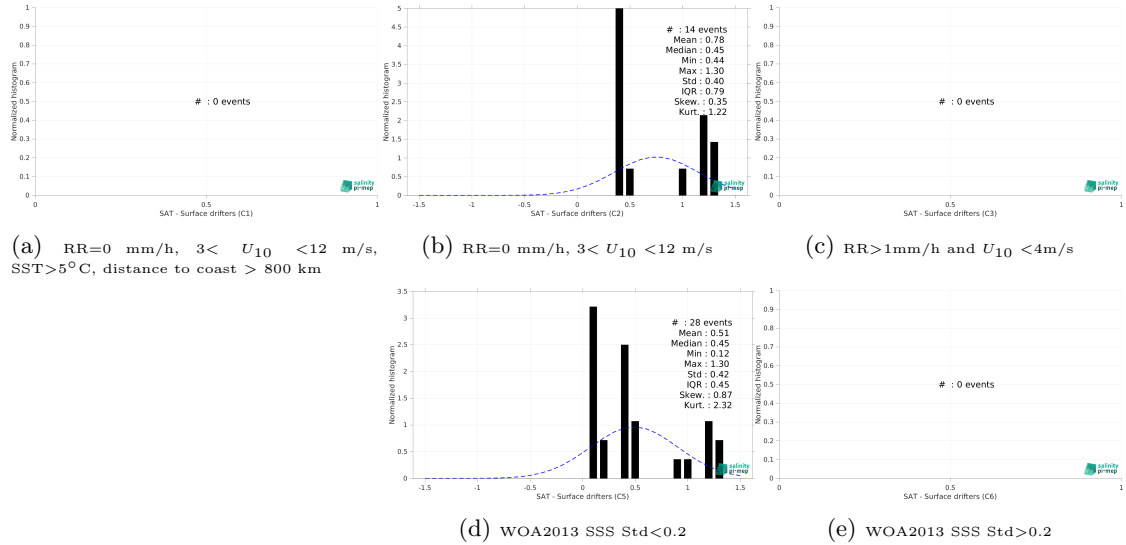 1
0.9
0.8
0.7
0.6
0.5
0.4
0.3
0.2
0.1
0
0
0.5
1
Normalized histogram
# : 0 events
salinity
pi-mep
SAT - Surface drifters (C1)
(a) RR=0 mm/h, 3< U10 <12 m/s,
SST>5°C, distance to coast > 800 km
5
4.5
4
3.5
3
2.5
2
1.5
1
0.5
0
-1.5
-1
-0.5
0
0.5
1
1.5
Normalized histogram
# : 14 events
Mean : 0.78
Median : 0.45
Min : 0.44
Max : 1.30
Std : 0.40
IQR : 0.79
Skew. : 0.35
Kurt. : 1.22
salinity
pi-mep
SAT - Surface drifters (C2)
(b) RR=0 mm/h, 3< U10 <12 m/s
1
0.9
0.8
0.7
0.6
0.5
0.4
0.3
0.2
0.1
0
0
0.5
1
Normalized histogram
# : 0 events
salinity
pi-mep
SAT - Surface drifters (C3)
(c) RR>1mm/h and U10 <4m/s
3.5
3
2.5
2
1.5
1
0.5
0
-1.5
-1
-0.5
0
0.5
1
1.5
Normalized histogram
# : 28 events
Mean : 0.51
Median : 0.45
Min : 0.12
Max : 1.30
Std : 0.42
IQR : 0.45
Skew. : 0.87
Kurt. : 2.32
salinity
pi-mep
SAT - Surface drifters (C5)
(d) WOA2013 SSS Std<0.2
1
0.9
0.8
0.7
0.6
0.5
0.4
0.3
0.2
0.1
0
0
0.5
1
Normalized histogram
# : 0 events
salinity
pi-mep
SAT - Surface drifters (C6)
(e) WOA2013 SSS Std>0.2